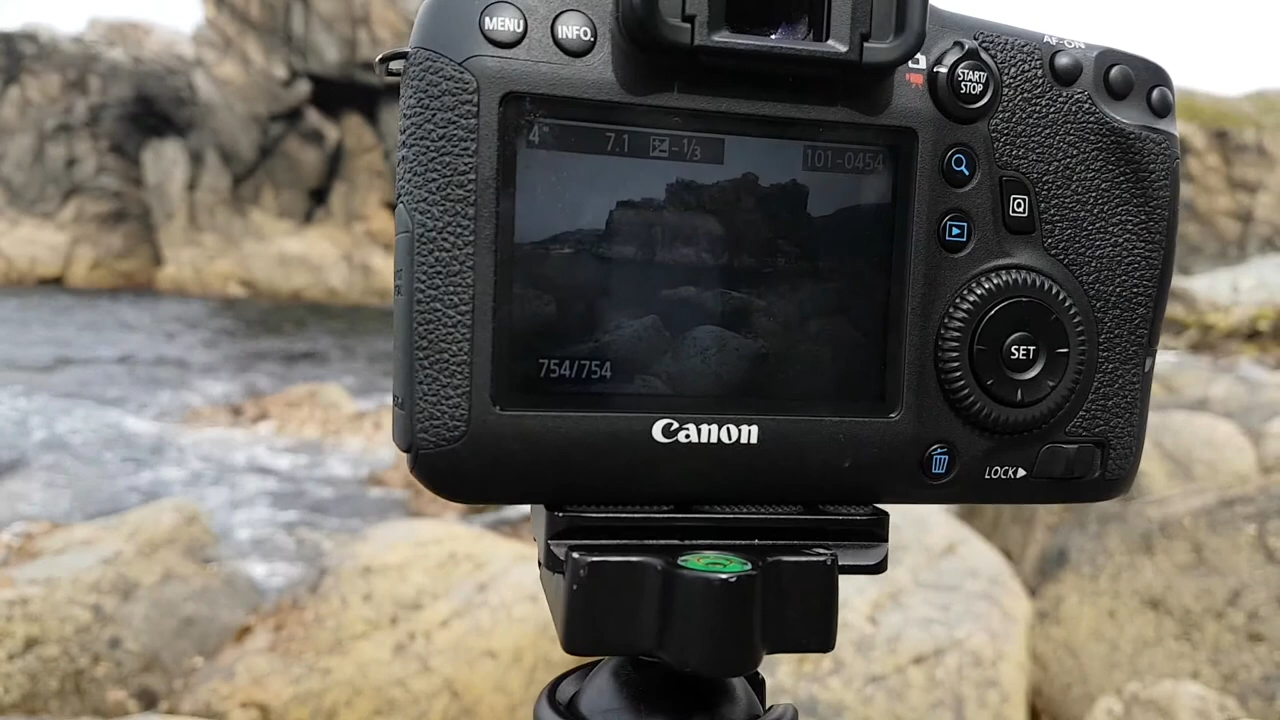 MENU
INFO.
AF-ON
START/
STOP
4"
7.1
-1/3
101-0454
Q
SET
754/754
Canon
LOCK